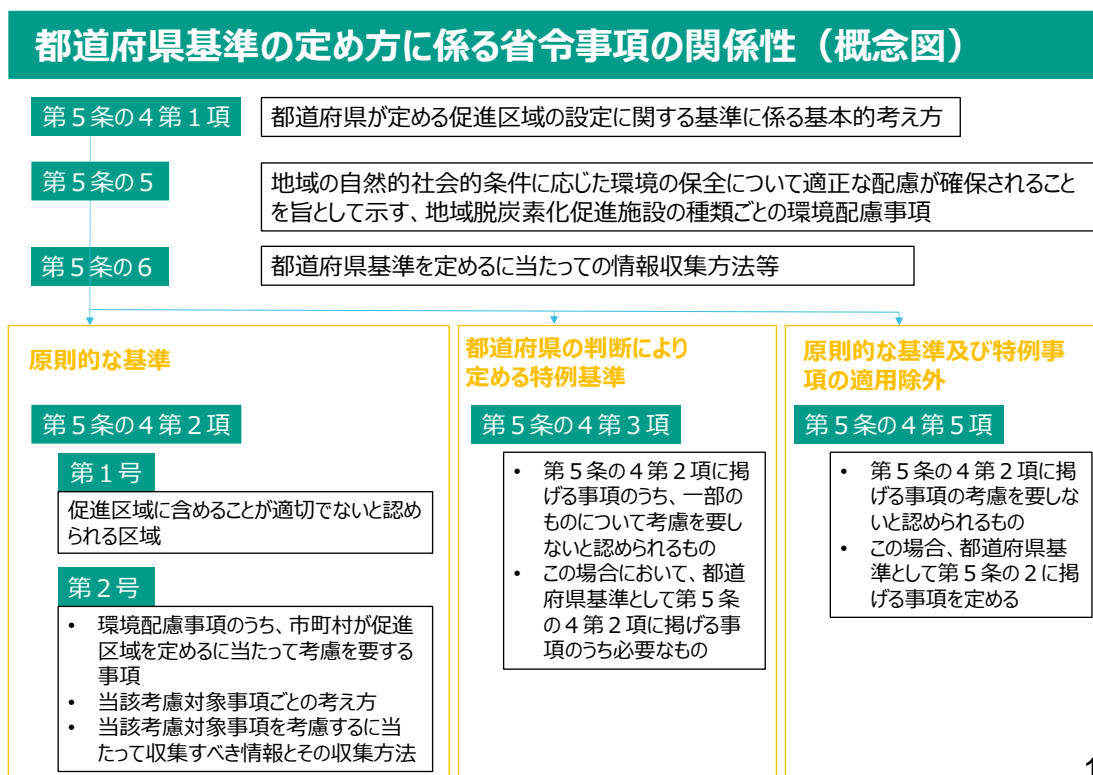 都道府県基準の定め方に係る省令事項の関係性（概念図）
第５条の４第１項
都道府県が定める促進区域の設定に関する基準に係る基本的考え方
第５条の５
地域の自然的社会的条件に応じた環境の保全について適正な配慮が確保されること
を旨として示す、地域脱炭素化促進施設の種類ごとの環境配慮事項
第５条の６
都道府県基準を定めるに当たっての情報収集方法等
原則的な基準
第５条の４第２項
第１号
促進区域に含めることが適切でないと認め
られる区域
第２号
• 環境配慮事項のうち、市町村が促進
区域を定めるに当たって考慮を要する
事項
• 当該考慮対象事項ごとの考え方
• 当該考慮対象事項を考慮するに当
たって収集すべき情報とその収集方法
都道府県の判断により
定める特例基準
第５条の４第３項
• 第５条の４第２項に掲
げる事項のうち、一部の
ものについて考慮を要し
ないと認められるもの
• この場合において、都道
府県基準として第５条
の４第２項に掲げる事
項のうち必要なもの
原則的な基準及び特例事
項の適用除外
第５条の４第５項
• 第５条の４第２項に掲
げる事項の考慮を要しな
いと認められるもの
• この場合、都道府県基
準として第５条の２に掲
げる事項を定める
1